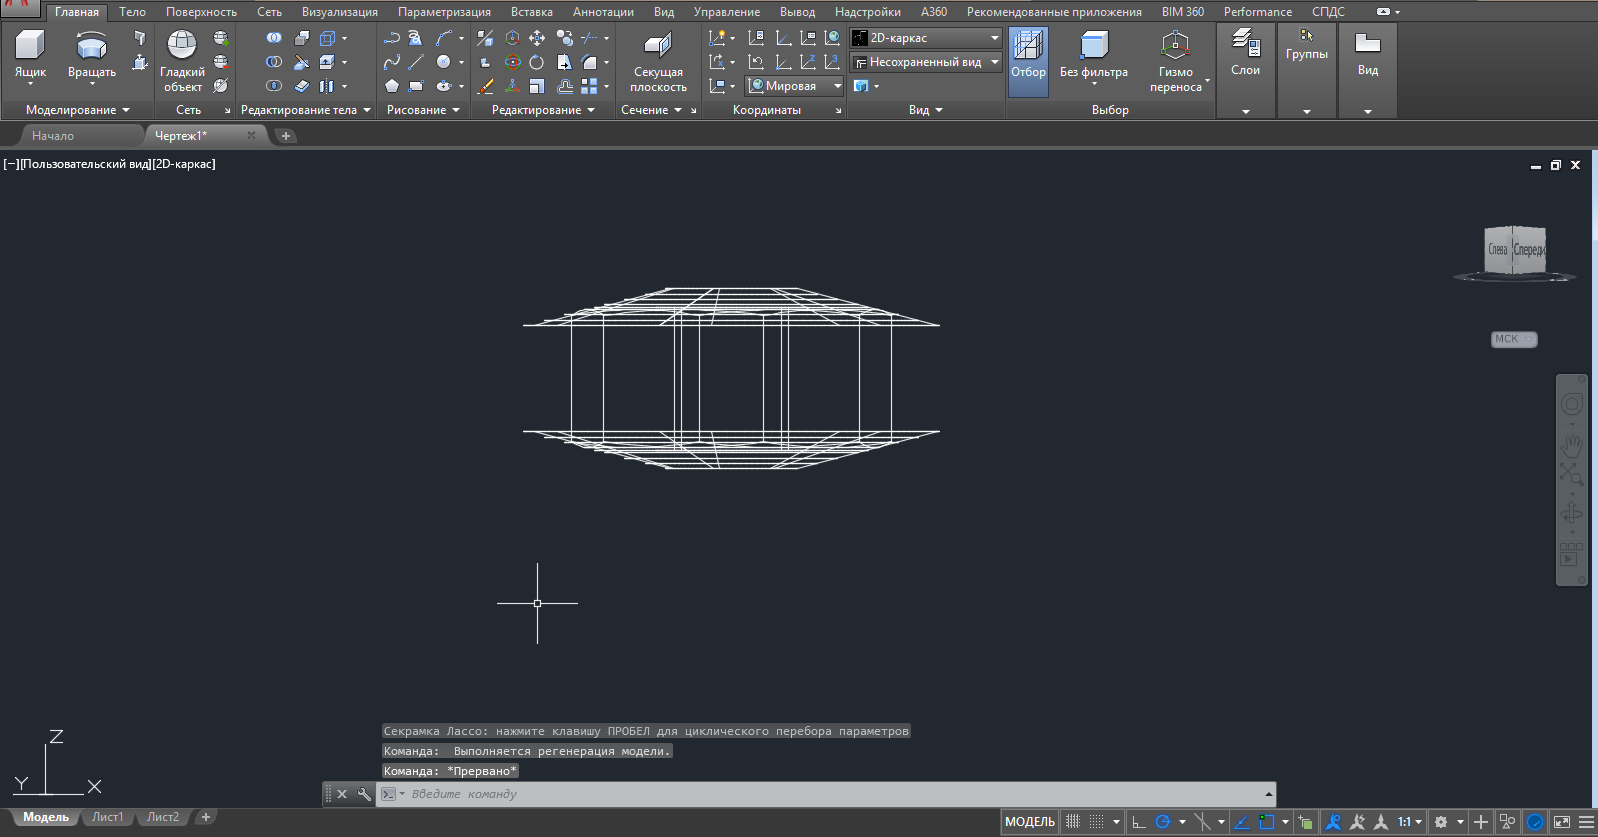 Главная Тело Поверхность Сеть Визуализация Параметризация Вставка Аннотации Вид Управление Вывод Надстройки A360 Рекомендованные приложения BIM 360 Performance СПДС
2D-каркас
Несохраненный вид
Мировая
Ящик Вращать Гладкий объект Секущая плоскость Отбор Без фильтра Гизмо переноса Слои Группы Вид
Моделирование Сеть Редактирование тела Рисование Редактирование Сечение Координаты Вид Выбор
Начало Чертеж1*
[−][Пользовательский вид][2D-каркас]
Слева Спереди
МСК
Z
Y X
Секрамка Лассо: нажмите клавишу ПРОБЕЛ для циклического перебора параметров
Команда: Выполняется регенерация модели.
Команда: *Прервано*
Введите команду
Модель Лист1 Лист2 +
МОДЕЛЬ 1:1